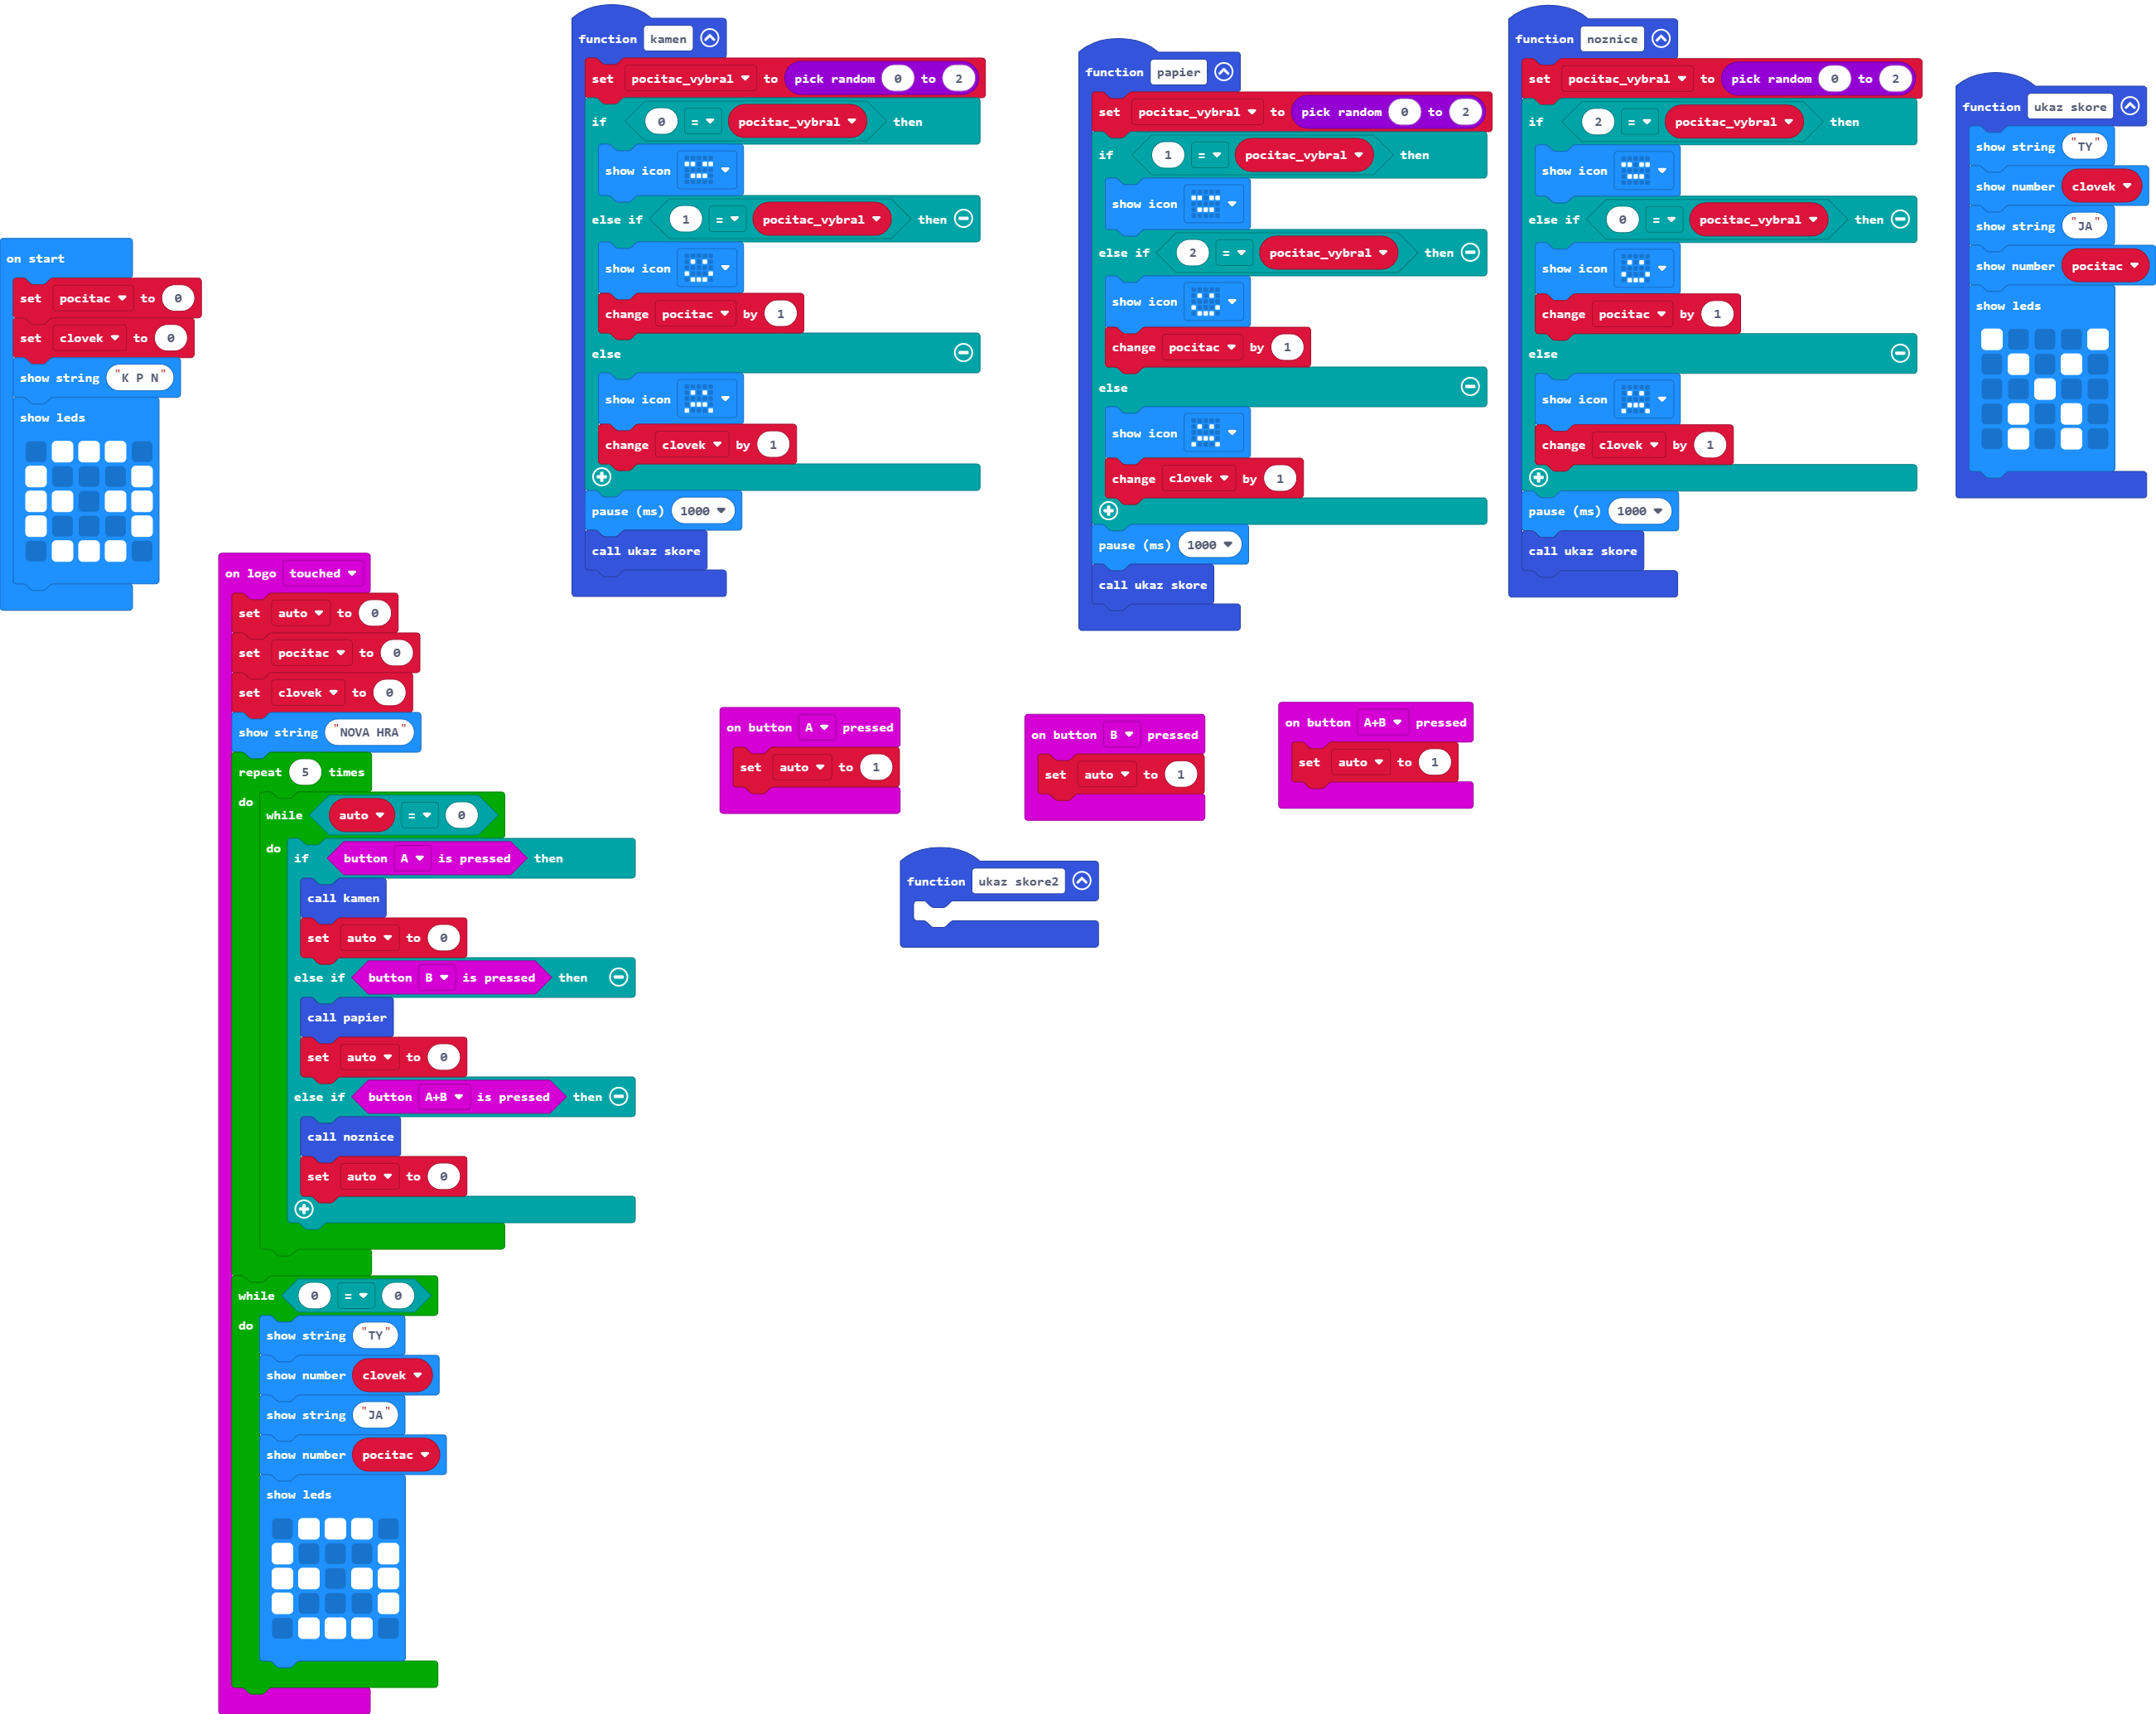 on start
set pocitac to 0
set clovek to 0
show string "K P N"
show leds
on logo touched
set auto to 0
set pocitac to 0
set clovek to 0
show string "NOVA HRA"
repeat 5 times
do
while auto = 0
do
if button A is pressed then
call kamen
set auto to 0
else if button B is pressed then
call papier
set auto to 0
else if button A+B is pressed then
call noznice
set auto to 0
while 0 = 0
do
show string "TY"
show number clovek
show string "JA"
show number pocitac
show leds
function kamen
set pocitac_vybral to pick random 0 to 2
if 0 = pocitac_vybral then
show icon
else if 1 = pocitac_vybral then
show icon
change pocitac by 1
else
show icon
change clovek by 1
pause (ms) 1000
call ukaz skore
function papier
set pocitac_vybral to pick random 0 to 2
if 1 = pocitac_vybral then
show icon
else if 2 = pocitac_vybral then
show icon
change pocitac by 1
else
show icon
change clovek by 1
pause (ms) 1000
call ukaz skore
function noznice
set pocitac_vybral to pick random 0 to 2
if 2 = pocitac_vybral then
show icon
else if 0 = pocitac_vybral then
show icon
change pocitac by 1
else
show icon
change clovek by 1
pause (ms) 1000
call ukaz skore
function ukaz skore
show string "TY"
show number clovek
show string "JA"
show number pocitac
show leds
on button A pressed
set auto to 1
on button B pressed
set auto to 1
on button A+B pressed
set auto to 1
function ukaz skore2